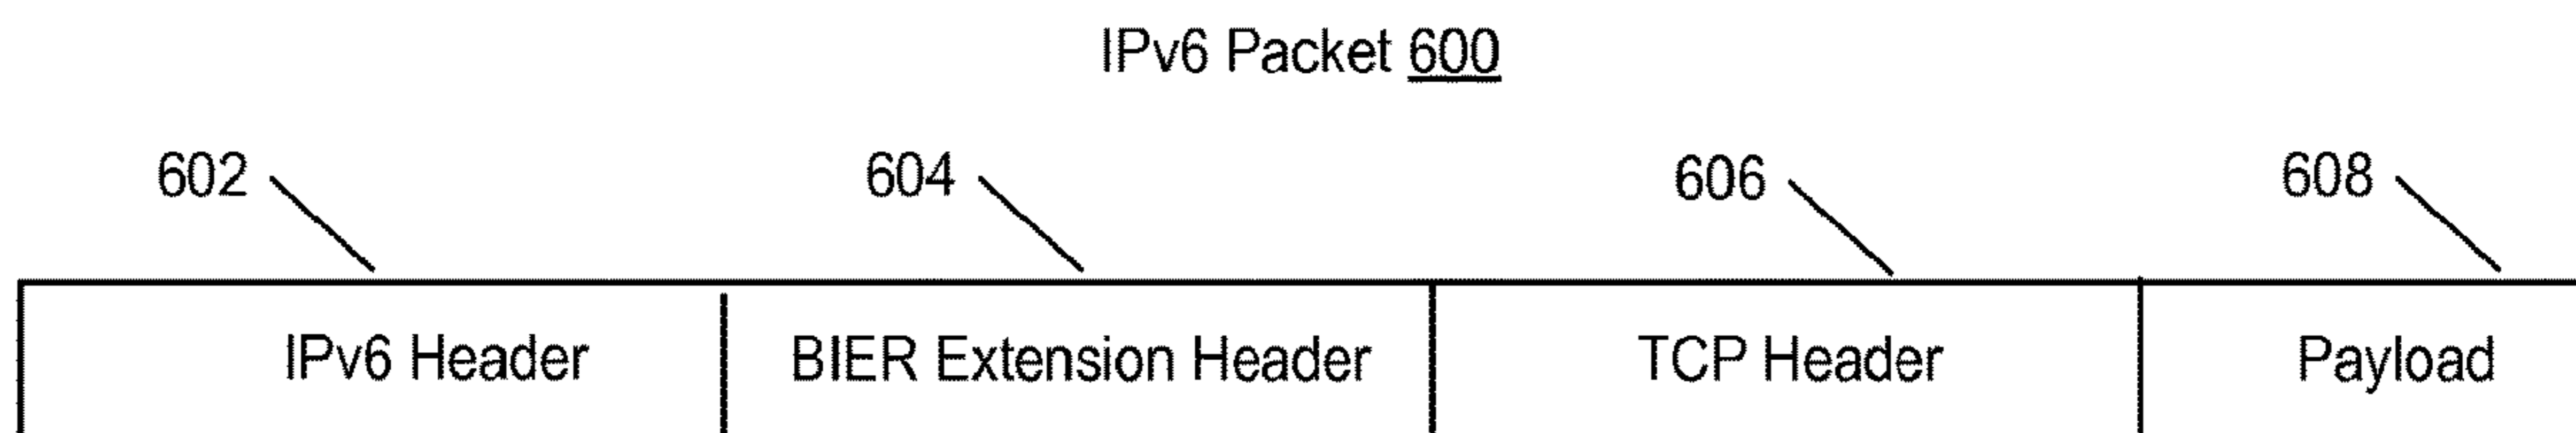 IPv6 Packet 600
602 604 606 608
IPv6 Header BIER Extension Header TCP Header Payload